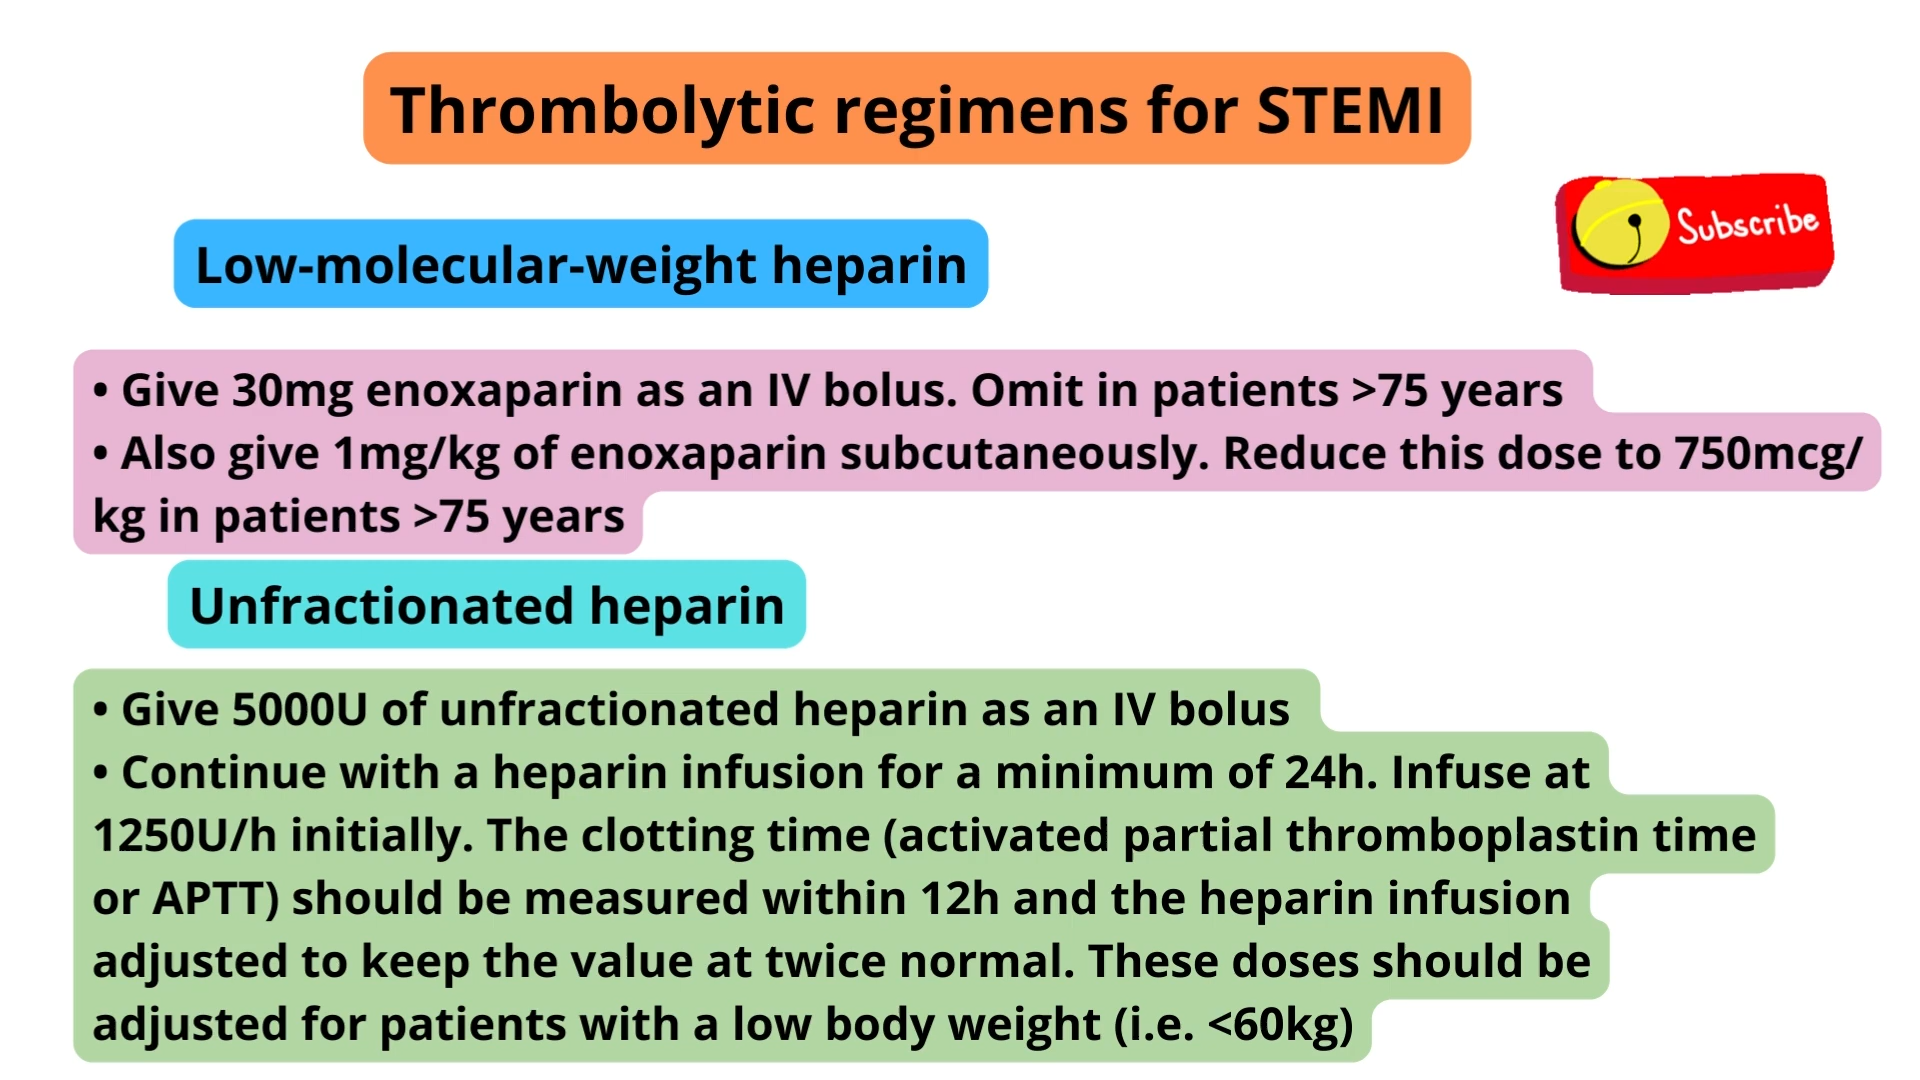 Thrombolytic regimens for STEMI
Subscribe
Low-molecular-weight heparin
• Give 30mg enoxaparin as an IV bolus. Omit in patients >75 years
• Also give 1mg/kg of enoxaparin subcutaneously. Reduce this dose to 750mcg/
kg in patients >75 years
Unfractionated heparin
• Give 5000U of unfractionated heparin as an IV bolus
• Continue with a heparin infusion for a minimum of 24h. Infuse at
1250U/h initially. The clotting time (activated partial thromboplastin time
or APTT) should be measured within 12h and the heparin infusion
adjusted to keep the value at twice normal. These doses should be
adjusted for patients with a low body weight (i.e. <60kg)